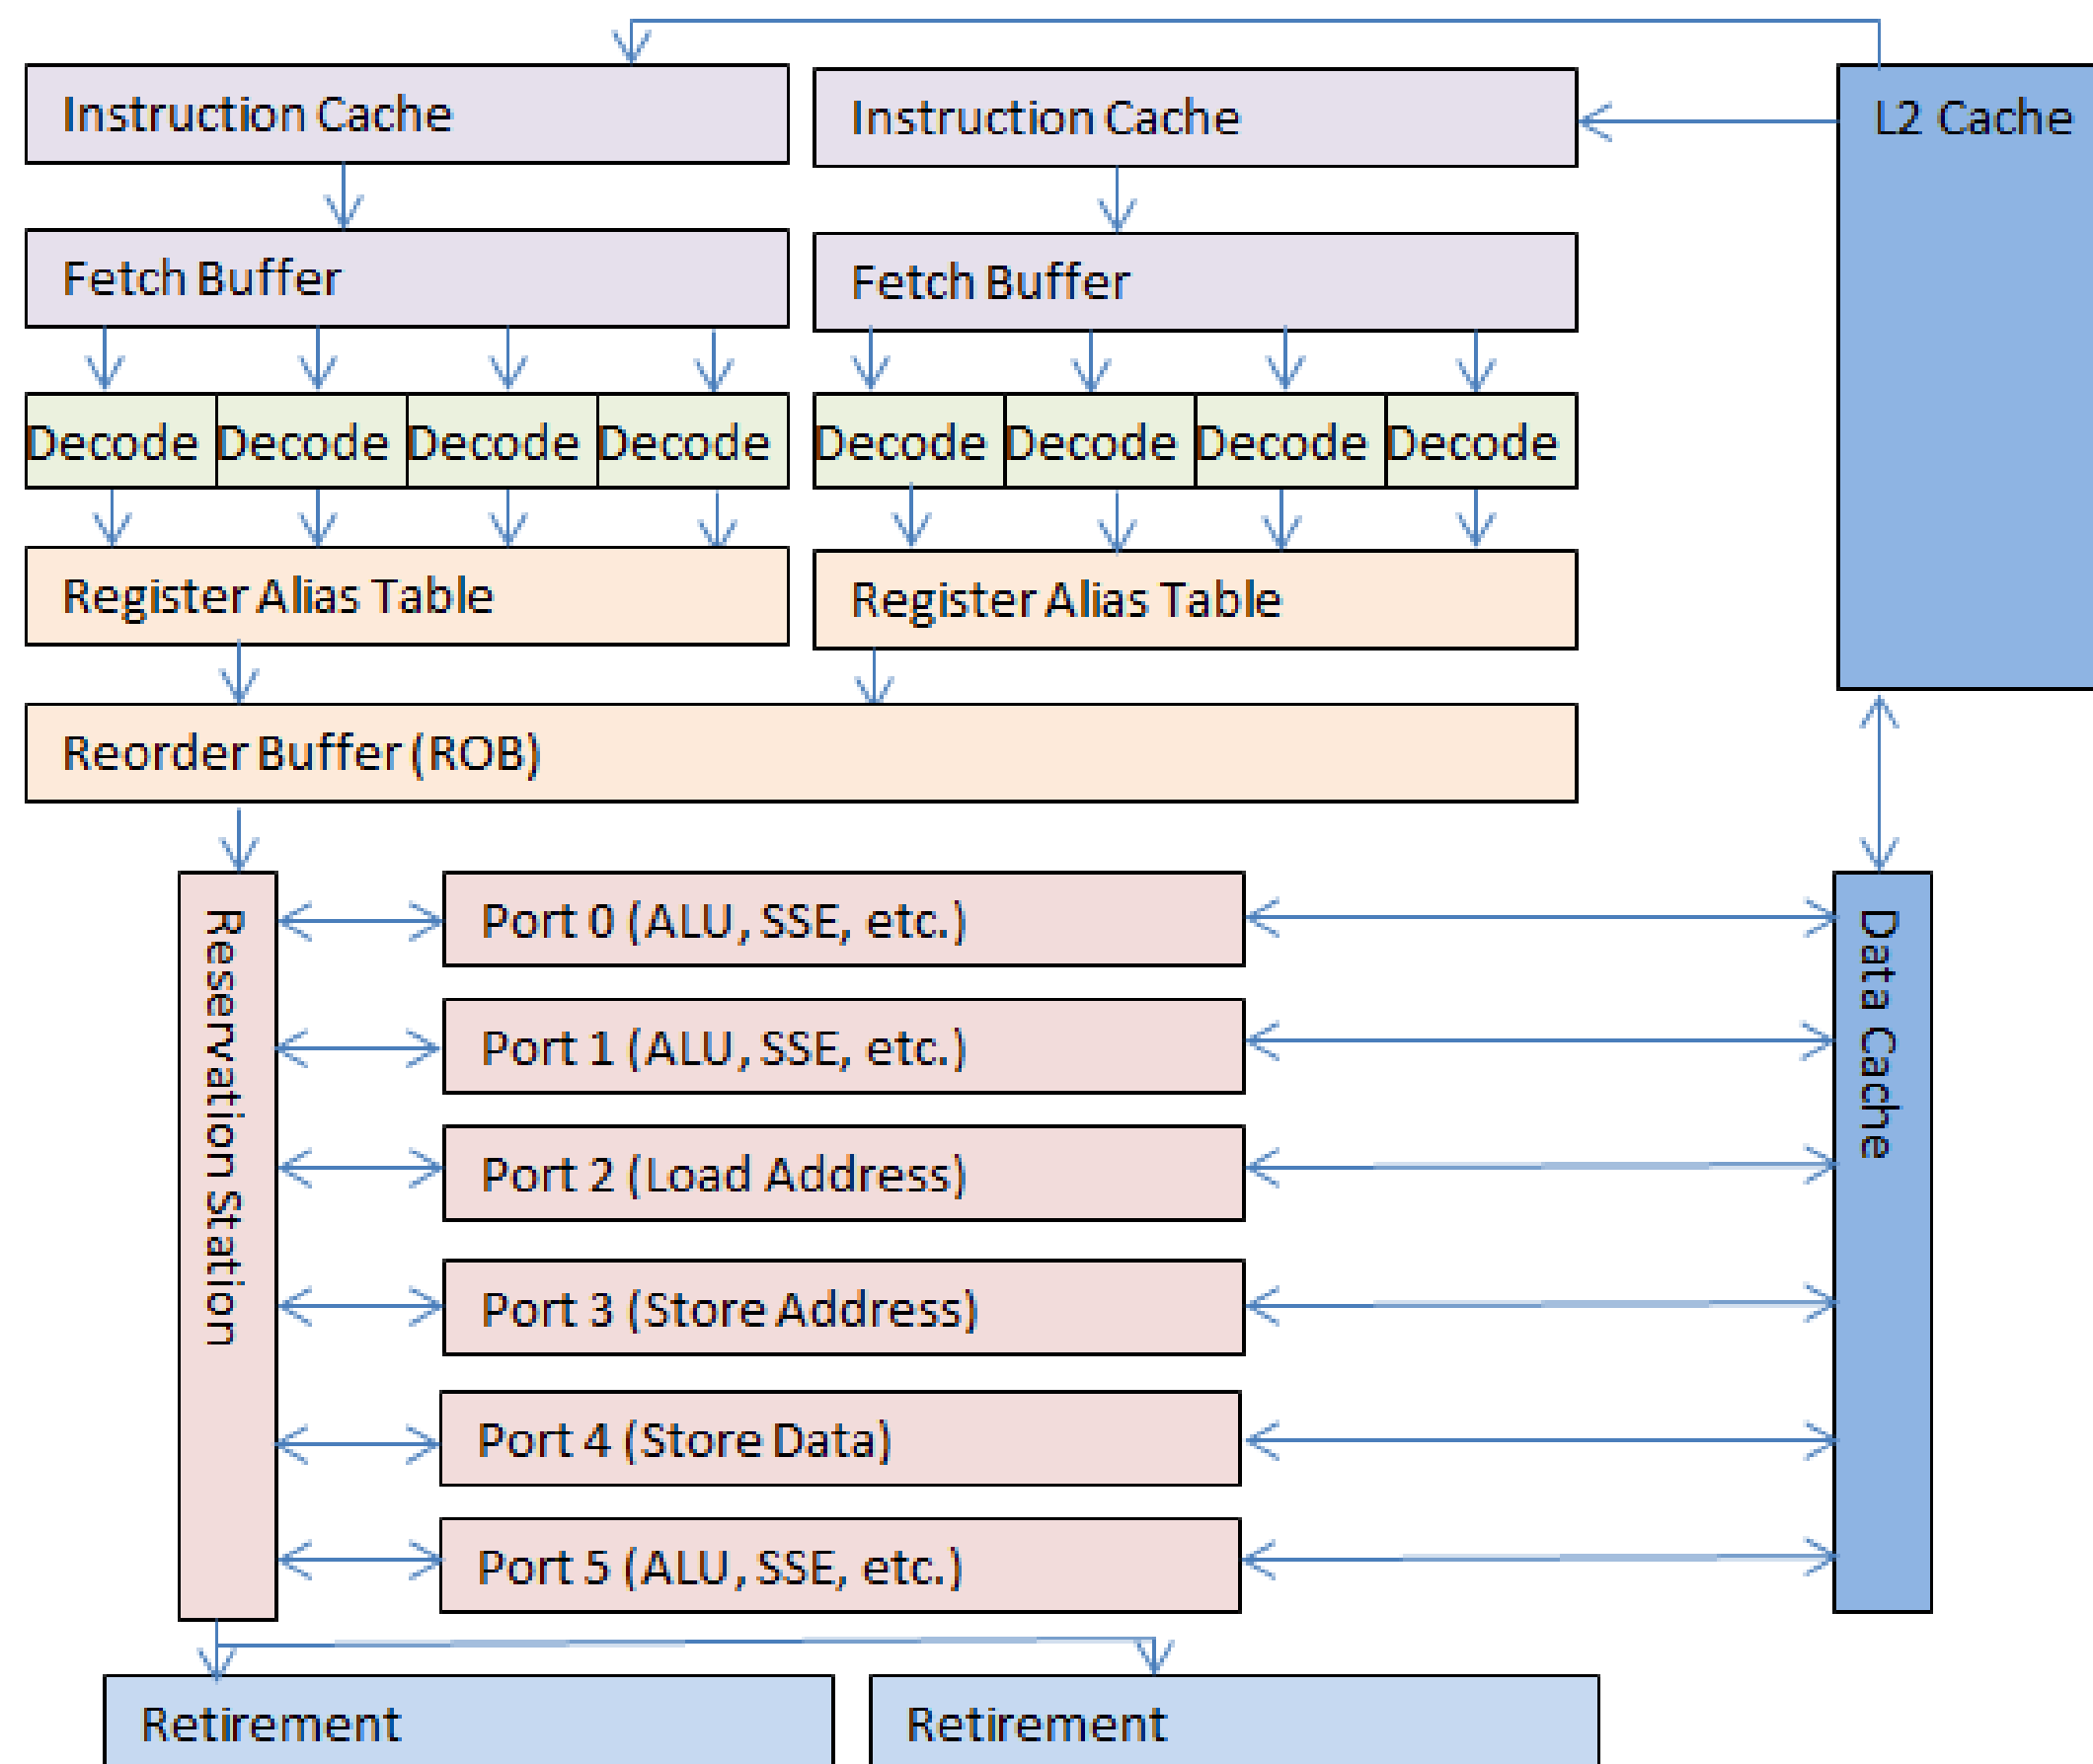 Instruction Cache
Instruction Cache
L2 Cache
Fetch Buffer
Fetch Buffer
Decode Decode Decode Decode
Decode Decode Decode Decode
Register Alias Table
Register Alias Table
Reorder Buffer (ROB)
Reservation Station
Port 0 (ALU, SSE, etc.)
Port 1 (ALU, SSE, etc.)
Port 2 (Load Address)
Port 3 (Store Address)
Port 4 (Store Data)
Port 5 (ALU, SSE, etc.)
Data Cache
Retirement
Retirement